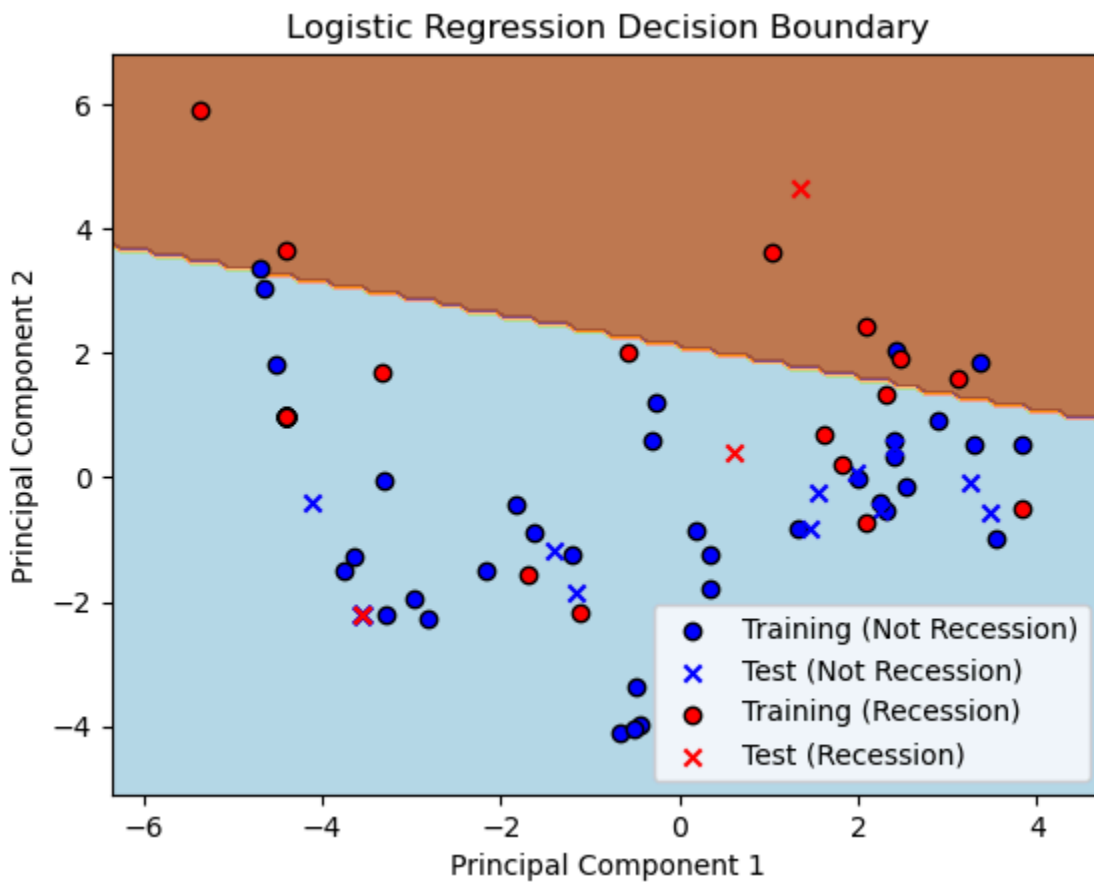 Logistic Regression Decision Boundary
Principal Component 2
6
4
2
0
−2
−4
Training (Not Recession)
Test (Not Recession)
Training (Recession)
Test (Recession)
−6 −4 −2 0 2 4
Principal Component 1